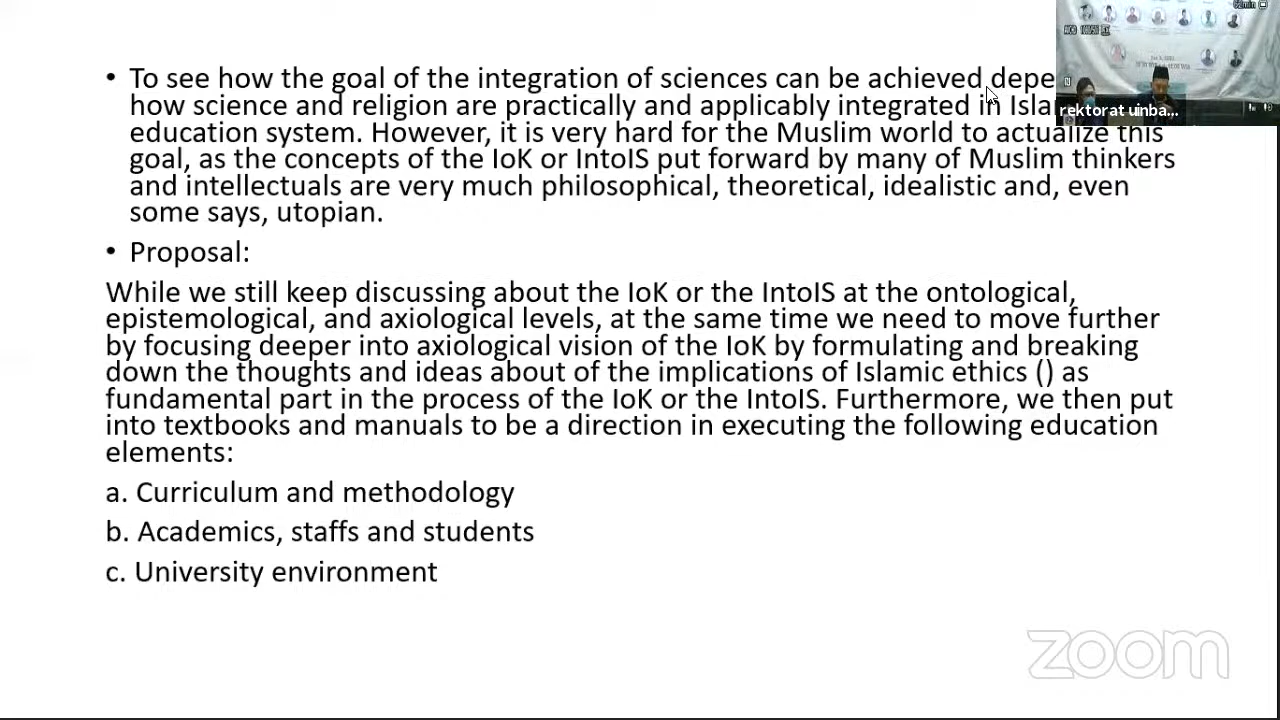 • To see how the goal of the integration of sciences can be achieved depe
how science and religion are practically and applicably integrated in Isla
education system. However, it is very hard for the Muslim world to actualize this
goal, as the concepts of the IoK or IntoIS put forward by many of Muslim thinkers
and intellectuals are very much philosophical, theoretical, idealistic and, even
some says, utopian.
• Proposal:
While we still keep discussing about the IoK or the IntoIS at the ontological,
epistemological, and axiological levels, at the same time we need to move further
by focusing deeper into axiological vision of the IoK by formulating and breaking
down the thoughts and ideas about of the implications of Islamic ethics () as
fundamental part in the process of the IoK or the IntoIS. Furthermore, we then put
into textbooks and manuals to be a direction in executing the following education
elements:
a. Curriculum and methodology
b. Academics, staffs and students
c. University environment
rektorat uinba...
zoom